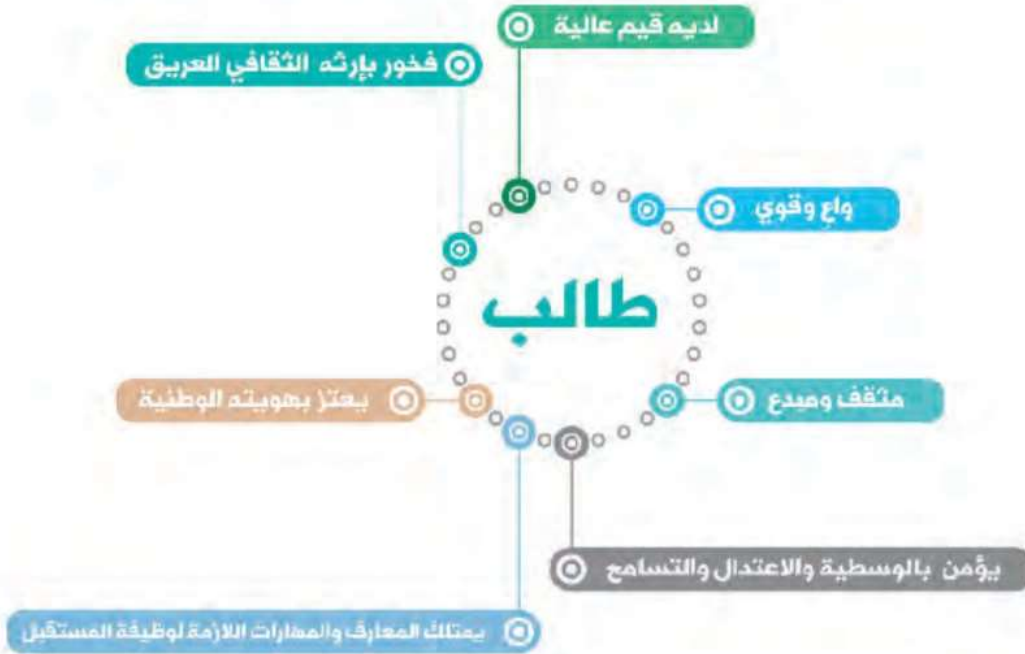 لديه قيم عالية
فخور بإرثه الثقافي العريق
واعٍ وقوي
طالب
مثقف ومبدع
يعتز بهويته الوطنية
يؤمن بالوسطية والاعتدال والتسامح
يمتلك المعارف والمهارات اللازمة لوظيفة المستقبل